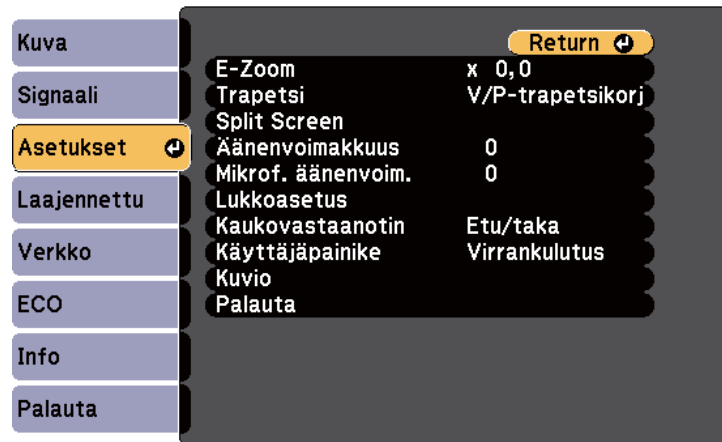 Kuva
Signaali
Asetukset
Laajennettu
Verkko
ECO
Info
Palauta
Return
E-Zoom x 0,0
Trapetsi V/P-trapetsikorj
Split Screen
Äänenvoimakkuus 0
Mikrof. äänenvoim. 0
Lukkoasetus
Kaukovastaanotin Etu/taka
Käyttäjäpainike Virrankulutus
Kuvio
Palauta